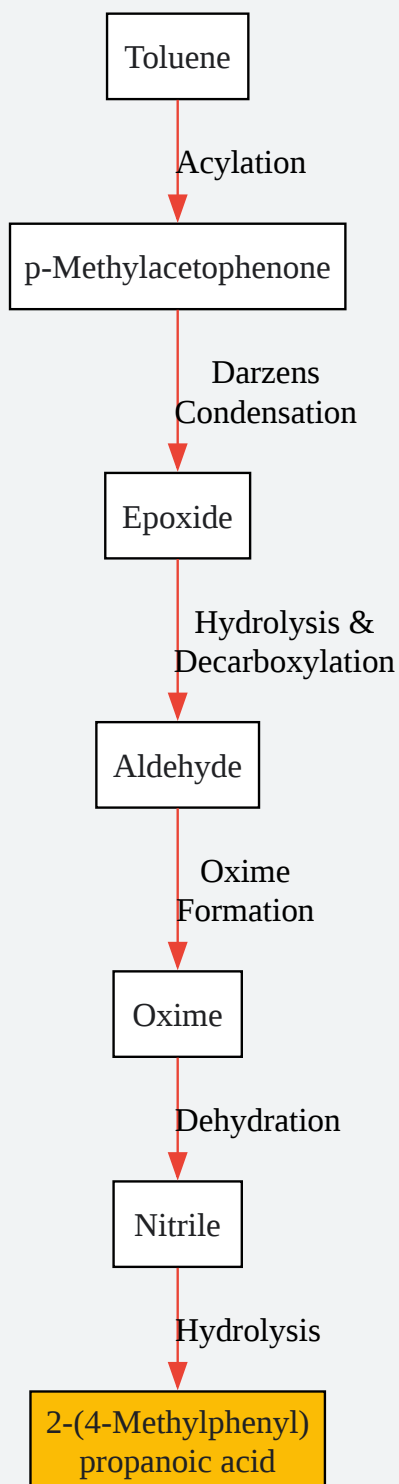 Toluene
Acylation
p-Methylacetophenone
Darzens
Condensation
Epoxide
Hydrolysis &
Decarboxylation
Aldehyde
Oxime
Formation
Oxime
Dehydration
Nitrile
Hydrolysis
2-(4-Methylphenyl)
propanoic acid